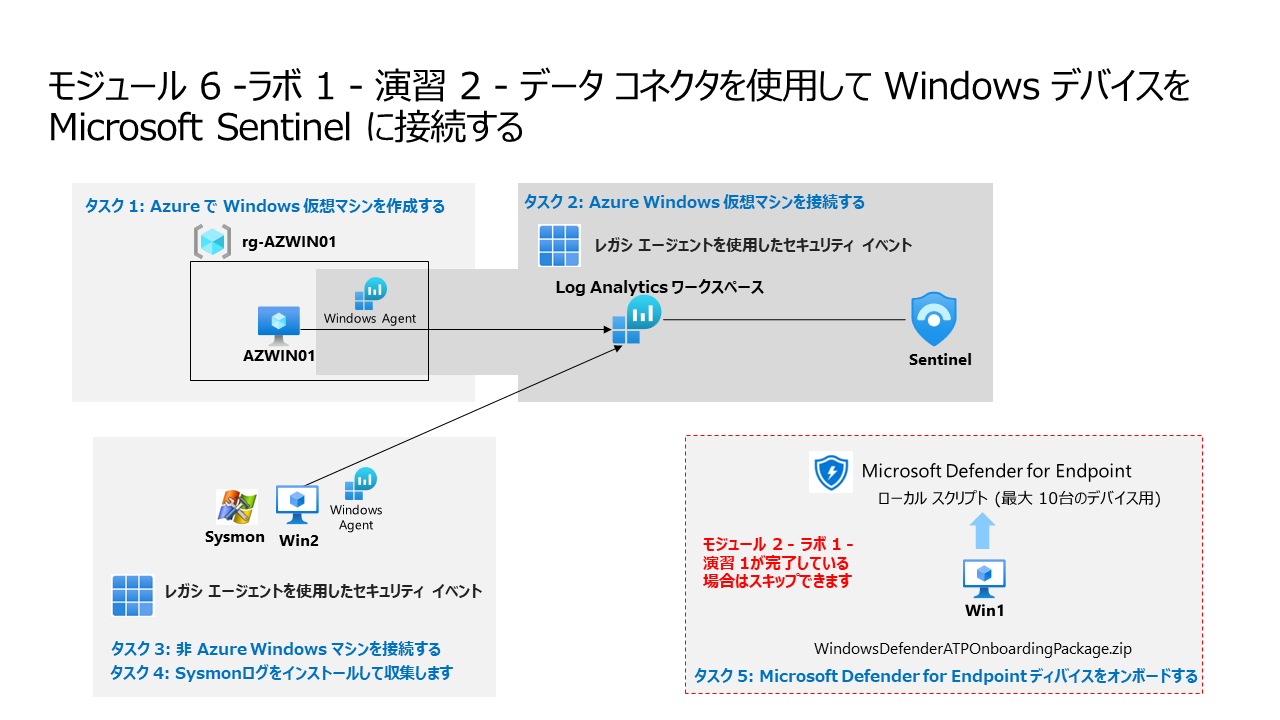 モジュール 6 -ラボ 1 - 演習 2 - データ コネクタを使用して Windows デバイスを
Microsoft Sentinel に接続する
タスク 1: Azure で Windows 仮想マシンを作成する
rg-AZWIN01
Windows Agent
AZWIN01
タスク 2: Azure Windows 仮想マシンを接続する
レガシ エージェントを使用したセキュリティ イベント
Log Analytics ワークスペース
Sentinel
Sysmon
Win2
Windows
Agent
レガシ エージェントを使用したセキュリティ イベント
タスク 3: 非 Azure Windows マシンを接続する
タスク 4: Sysmonログをインストールして収集します
Microsoft Defender for Endpoint
ローカル スクリプト (最大 10台のデバイス用)
モジュール 2 - ラボ 1 -
演習 1が完了している
場合はスキップできます
Win1
WindowsDefenderATPOnboardingPackage.zip
タスク 5: Microsoft Defender for Endpoint ディバイスをオンボードする